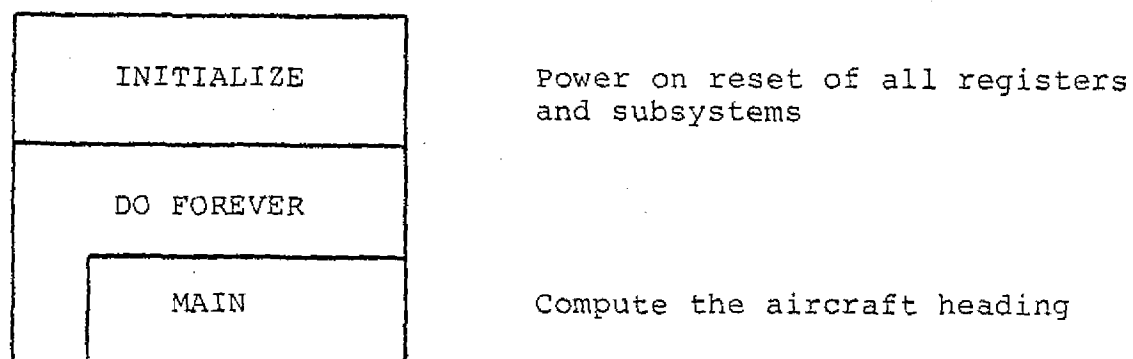 INITIALIZE
Power on reset of all registers
and subsystems
DO FOREVER
MAIN
Compute the aircraft heading